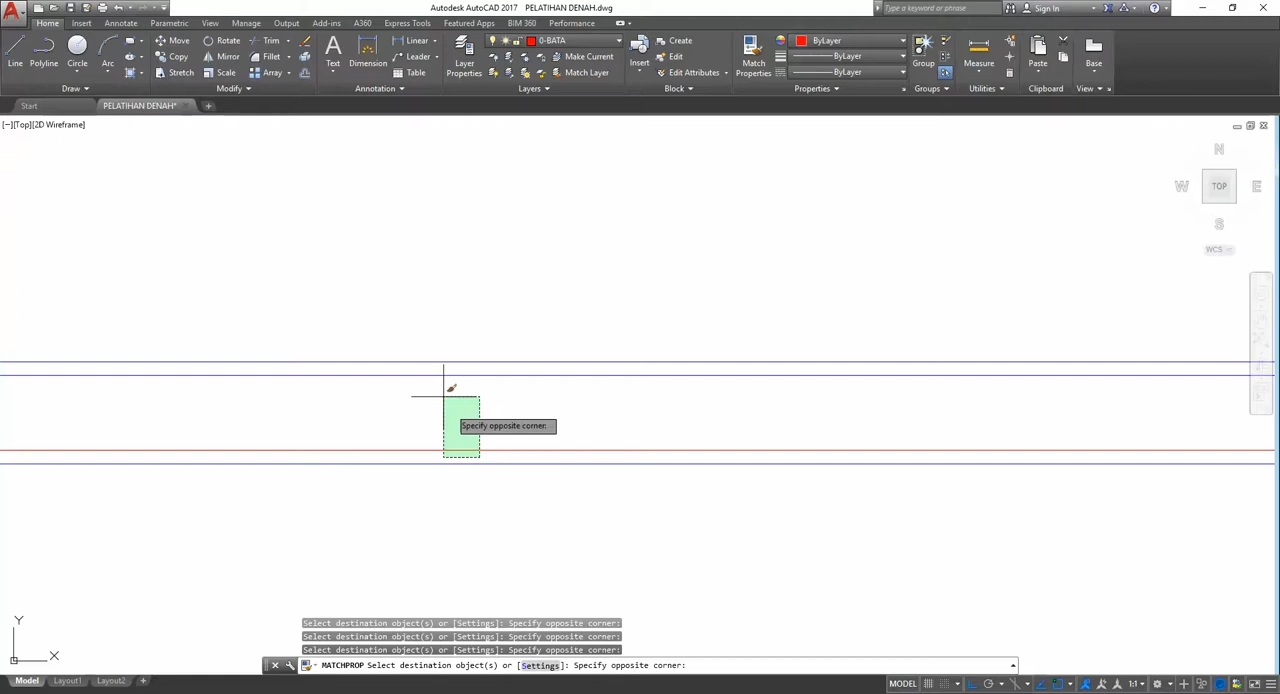 Autodesk AutoCAD 2017 PELATIHAN DENAH.dwg
Type a keyword or phrase
Sign In
Home Insert Annotate Parametric View Manage Output Add-ins A360 Express Tools Featured Apps BIM 360 Performance
Line Polyline Circle Arc
Move Rotate Trim
Copy Mirror Fillet
Stretch Scale Array
Text Dimension
Linear
Leader
Table
Layer Properties
0-BATA
Make Current
Match Layer
Insert
Create
Edit
Edit Attributes
Match Properties
ByLayer
ByLayer
ByLayer
Group
Measure
Paste
Base
Draw Modify Annotation Layers Block Properties Groups Utilities Clipboard View
Start PELATIHAN DENAH*
[−][Top][2D Wireframe]
N
W TOP E
S
WCS
Specify opposite corner:
Y
X
Select destination object(s) or [Settings]: Specify opposite corner:
Select destination object(s) or [Settings]: Specify opposite corner:
Select destination object(s) or [Settings]: Specify opposite corner:
MATCHPROP Select destination object(s) or [Settings]: Specify opposite corner:
Model Layout1 Layout2
MODEL 1:1